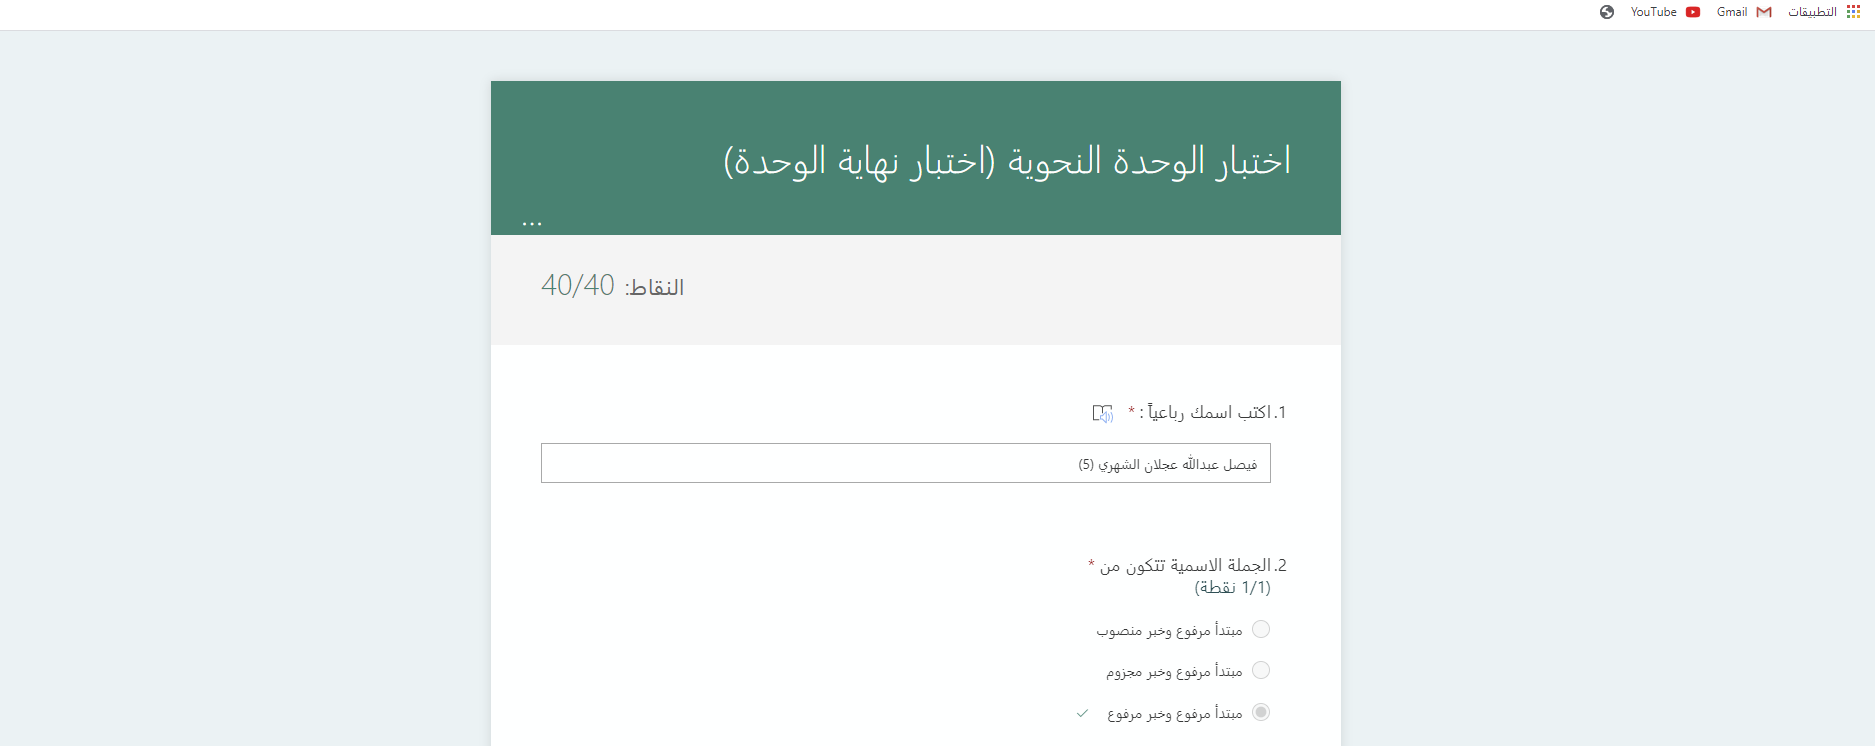 التطبيقات Gmail YouTube
اختبار الوحدة النحوية (اختبار نهاية الوحدة)
...
النقاط: 40/40
1. اكتب اسمك رباعياً : *
فيصل عبدالله عجلان الشهري (5)
2. الجملة الاسمية تتكون من *
(1/1 نقطة)
مبتدأ مرفوع وخبر منصوب
مبتدأ مرفوع وخبر مجزوم
مبتدأ مرفوع وخبر مرفوع